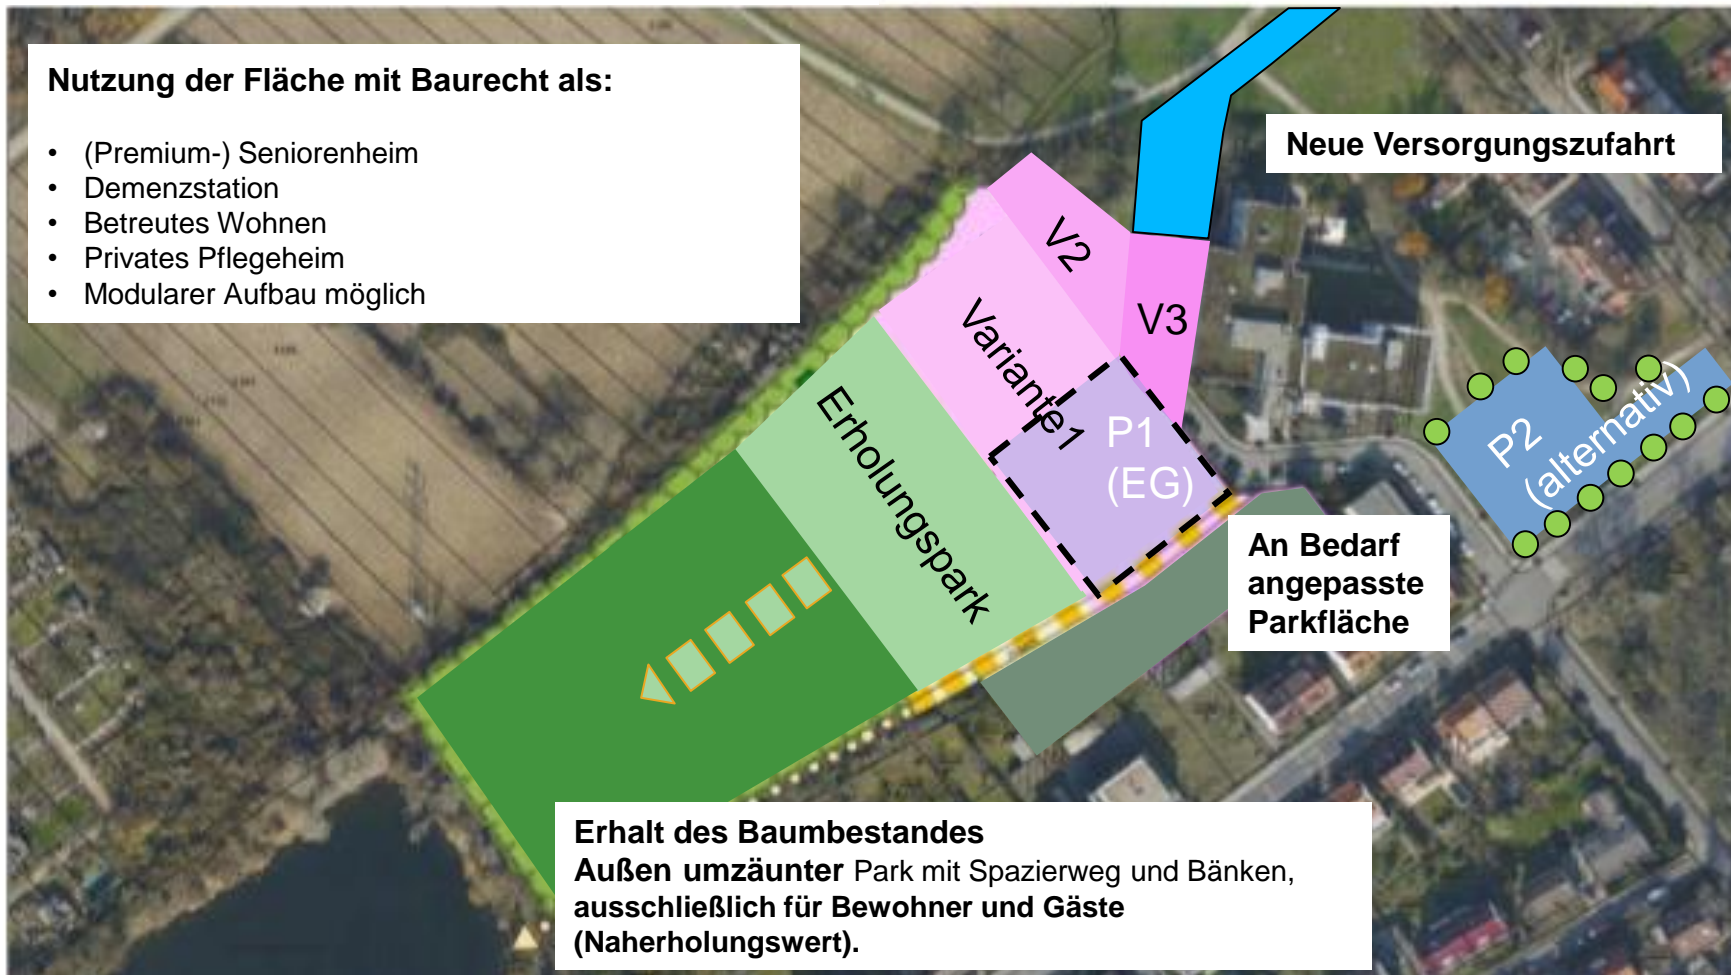 Nutzung der Fläche mit Baurecht als:
• (Premium-) Seniorenheim
• Demenzstation
• Betreutes Wohnen
• Privates Pflegeheim
• Modularer Aufbau möglich
Neue Versorgungszufahrt
V2
V3
Variante1
P1
(EG)
Erholungspark
P2
(alternativ)
An Bedarf
angepasste
Parkfläche
Erhalt des Baumbestandes
Außen umzäunter Park mit Spazierweg und Bänken,
ausschließlich für Bewohner und Gäste
(Naherholungswert).